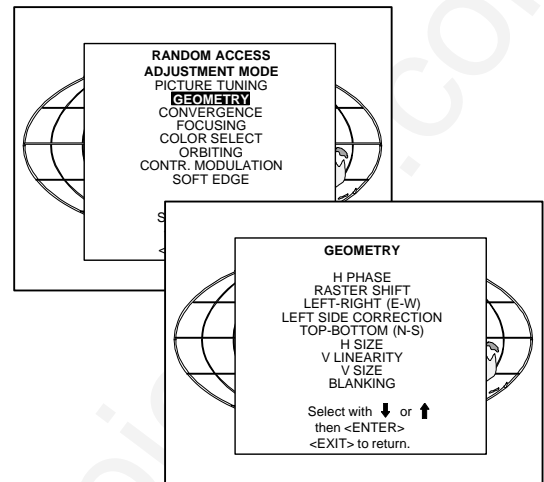 RANDOM ACCESS
ADJUSTMENT MODE
PICTURE TUNING
GEOMETRY
CONVERGENCE
FOCUSING
COLOR SELECT
ORBITING
CONTR. MODULATION
SOFT EDGE
GEOMETRY
H PHASE
RASTER SHIFT
LEFT-RIGHT (E-W)
LEFT SIDE CORRECTION
TOP-BOTTOM (N-S)
H SIZE
V LINEARITY
V SIZE
BLANKING
Select with ⬇ or ⬆
then <ENTER>
<EXIT> to return.